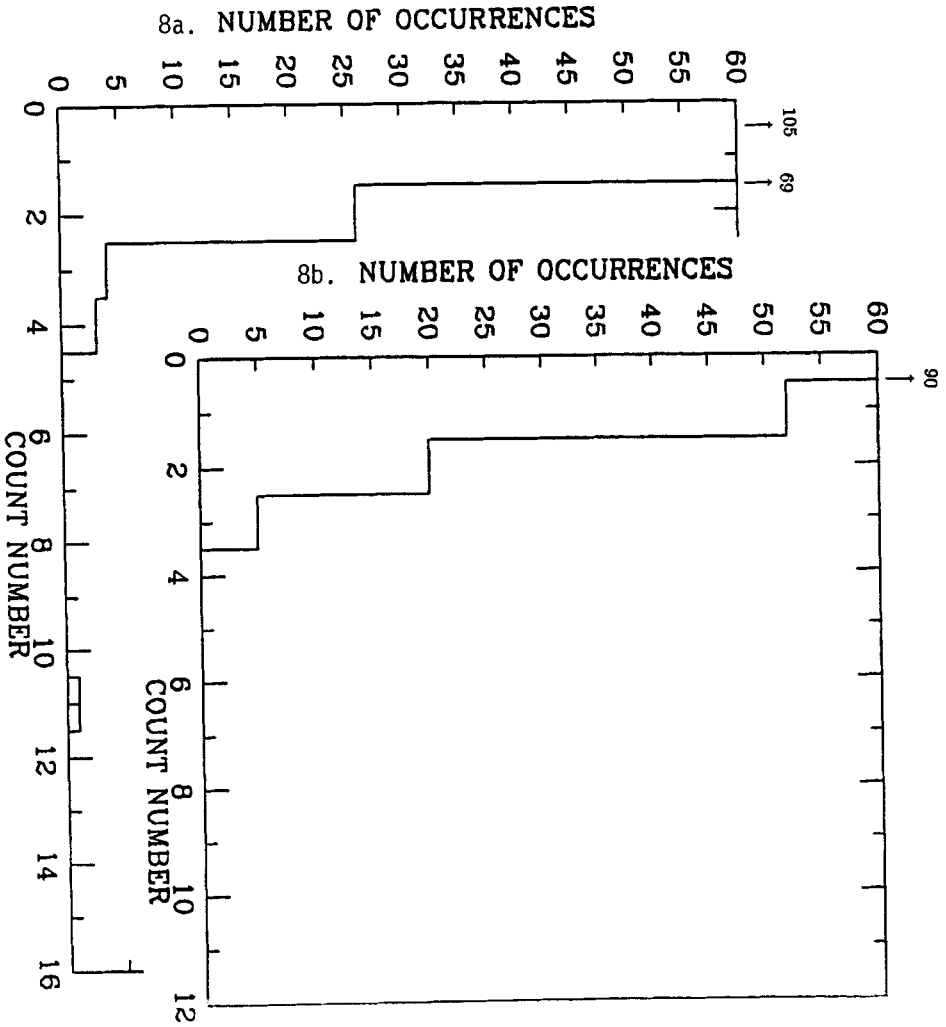 8a. NUMBER OF OCCURRENCES
0 5 10 15 20 25 30 35 40 45 50 55 60
105
69
0 2 4 6 8 10 12 14 16
COUNT NUMBER
8b. NUMBER OF OCCURRENCES
0 5 10 15 20 25 30 35 40 45 50 55 60
90
0 2 4 6 8 10 12
COUNT NUMBER